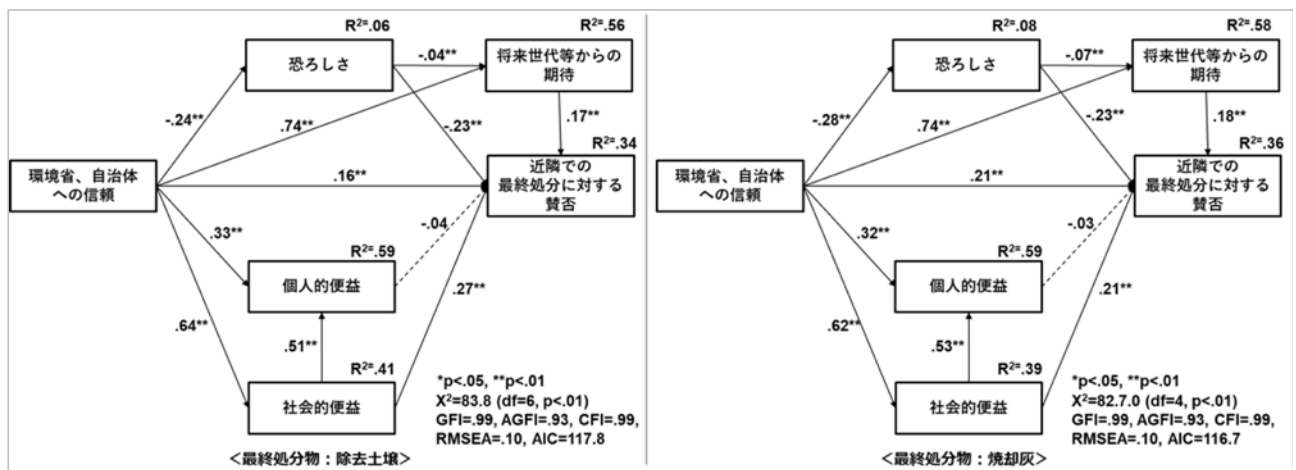 R²=.06
R²=.56
恐ろしさ
-.04**
将来世代等からの
期待
-.24**
.74**
-.23**
.17**
R²=.34
環境省、自治体
への信頼
.16**
近隣での
最終処分に対する
賛否
.33**
-.04
R²=.59
個人的便益
.27**
.64**
.51**
R²=.41
社会的便益
*p<.05, **p<.01
X²=83.8 (df=6, p<.01)
GFI=.99, AGFI=.93, CFI=.99,
RMSEA=.10, AIC=117.8
<最終処分物:除去土壌>
R²=.08
R²=.58
恐ろしさ
-.07**
将来世代等からの
期待
-.28**
.74**
-.23**
.18**
R²=.36
環境省、自治体
への信頼
.21**
近隣での
最終処分に対する
賛否
.32**
-.03
R²=.59
個人的便益
.21**
.62**
.53**
R²=.39
社会的便益
*p<.05, **p<.01
X²=82.7.0 (df=4, p<.01)
GFI=.99, AGFI=.93, CFI=.99,
RMSEA=.10, AIC=116.7
<最終処分物:焼却灰>